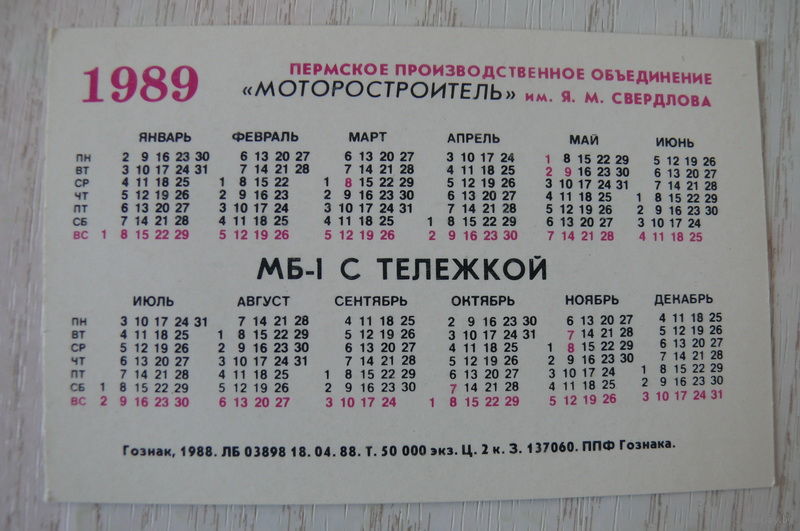 1989
ПЕРМСКОЕ ПРОИЗВОДСТВЕННОЕ ОБЪЕДИНЕНИЕ
«МОТОРОСТРОИТЕЛЬ» им. Я. М. СВЕРДЛОВА
ЯНВАРЬ ФЕВРАЛЬ МАРТ АПРЕЛЬ МАЙ ИЮНЬ
ПН 2 9 16 23 30 6 13 20 27 6 13 20 27 3 10 17 24 1 8 15 22 29 5 12 19 26
ВТ 3 10 17 24 31 7 14 21 28 7 14 21 28 4 11 18 25 2 9 16 23 30 6 13 20 27
СР 4 11 18 25 1 8 15 22 1 8 15 22 29 5 12 19 26 3 10 17 24 31 7 14 21 28
ЧТ 5 12 19 26 2 9 16 23 2 9 16 23 30 6 13 20 27 4 11 18 25 1 8 15 22 29
ПТ 6 13 20 27 3 10 17 24 3 10 17 24 31 7 14 21 28 5 12 19 26 2 9 16 23 30
СБ 7 14 21 28 4 11 18 25 4 11 18 25 1 8 15 22 29 6 13 20 27 3 10 17 24
ВС 1 8 15 22 29 5 12 19 26 5 12 19 26 2 9 16 23 30 7 14 21 28 4 11 18 25
МБ-I С ТЕЛЕЖКОЙ
ИЮЛЬ АВГУСТ СЕНТЯБРЬ ОКТЯБРЬ НОЯБРЬ ДЕКАБРЬ
ПН 3 10 17 24 31 7 14 21 28 4 11 18 25 2 9 16 23 30 6 13 20 27 4 11 18 25
ВТ 4 11 18 25 1 8 15 22 29 5 12 19 26 3 10 17 24 31 7 14 21 28 5 12 19 26
СР 5 12 19 26 2 9 16 23 30 6 13 20 27 4 11 18 25 1 8 15 22 29 6 13 20 27
ЧТ 6 13 20 27 3 10 17 24 31 7 14 21 28 5 12 19 26 2 9 16 23 30 7 14 21 28
ПТ 7 14 21 28 4 11 18 25 1 8 15 22 29 6 13 20 27 3 10 17 24 1 8 15 22 29
СБ 1 8 15 22 29 5 12 19 26 2 9 16 23 30 7 14 21 28 4 11 18 25 2 9 16 23 30
ВС 2 9 16 23 30 6 13 20 27 3 10 17 24 1 8 15 22 29 5 12 19 26 3 10 17 24 31
Гознак, 1988. ЛБ 03898 18. 04. 88. Т. 50 000 экз. Ц. 2 к. З. 137060. ППФ Гознака.